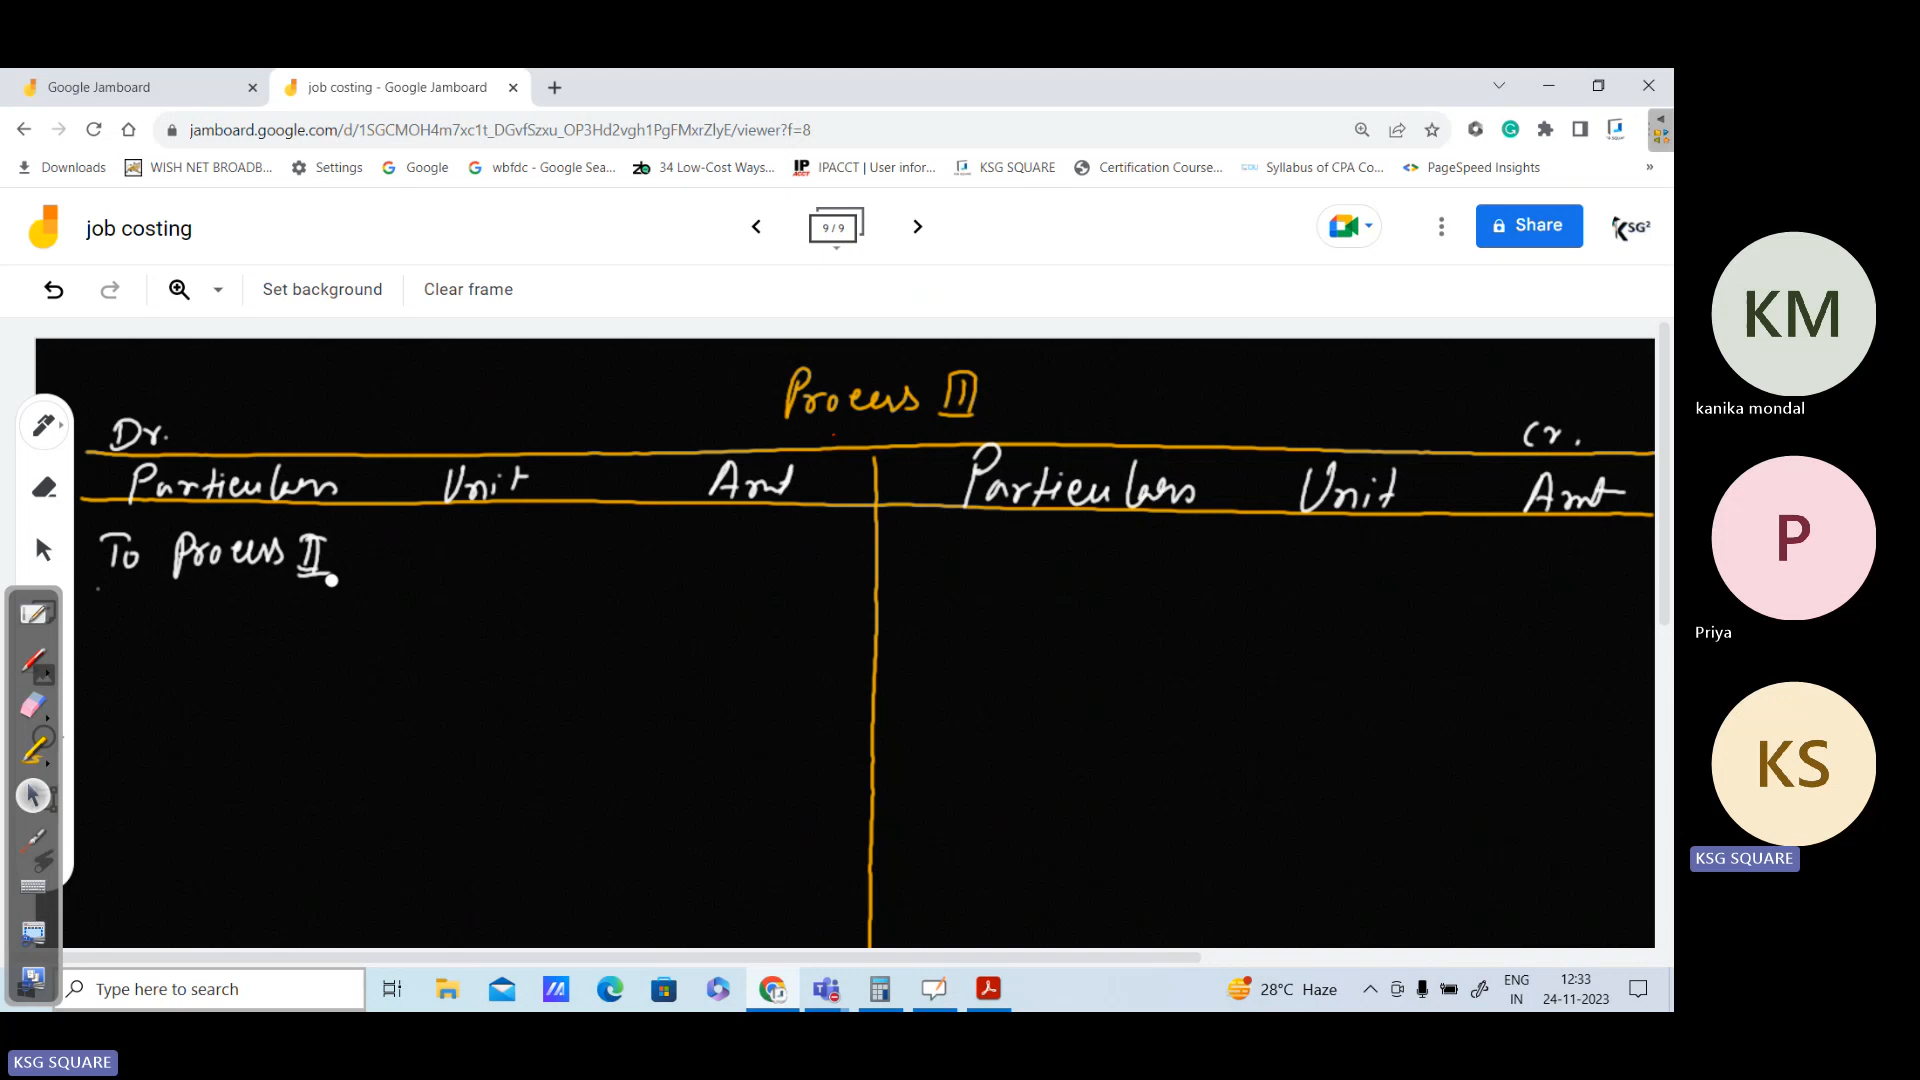 Google Jamboard
job costing - Google Jamboard
jamboard.google.com/d/1SGCMOH4m7xc1t_DGvfSzxu_OP3Hd2vgh1PgFMxrZlyE/viewer?f=8
Downloads WISH NET BROADB... Settings Google wbfdc - Google Sea... 34 Low-Cost Ways... IPACCT | User infor... KSG SQUARE Certification Course... Syllabus of CPA Co... PageSpeed Insights »
job costing
9 / 9
Share
KSG²
Set background Clear frame
Process III
Dr. Cr.
Particulars Unit Amt Particulars Unit Amt
To Process II
KM
kanika mondal
P
Priya
KS
KSG SQUARE
Type here to search
28°C Haze
ENG
IN
12:33
24-11-2023
KSG SQUARE